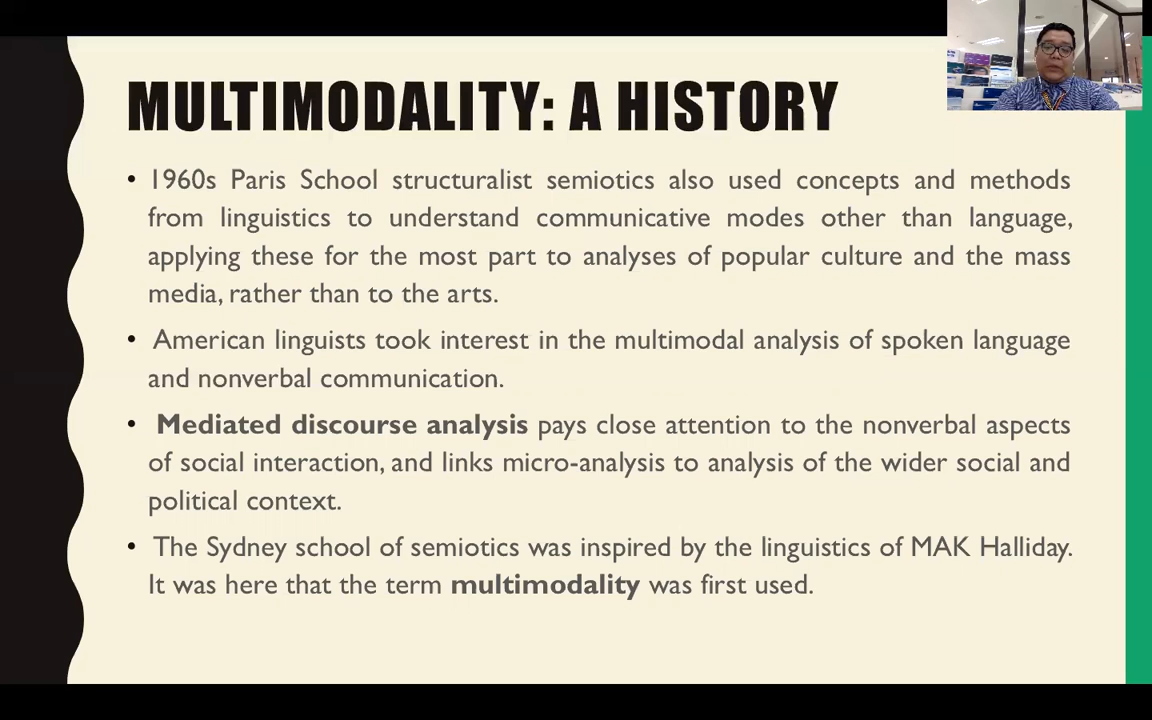 MULTIMODALITY: A HISTORY
• 1960s Paris School structuralist semiotics also used concepts and methods
from linguistics to understand communicative modes other than language,
applying these for the most part to analyses of popular culture and the mass
media, rather than to the arts.
• American linguists took interest in the multimodal analysis of spoken language
and nonverbal communication.
• Mediated discourse analysis pays close attention to the nonverbal aspects
of social interaction, and links micro-analysis to analysis of the wider social and
political context.
• The Sydney school of semiotics was inspired by the linguistics of MAK Halliday.
It was here that the term multimodality was first used.